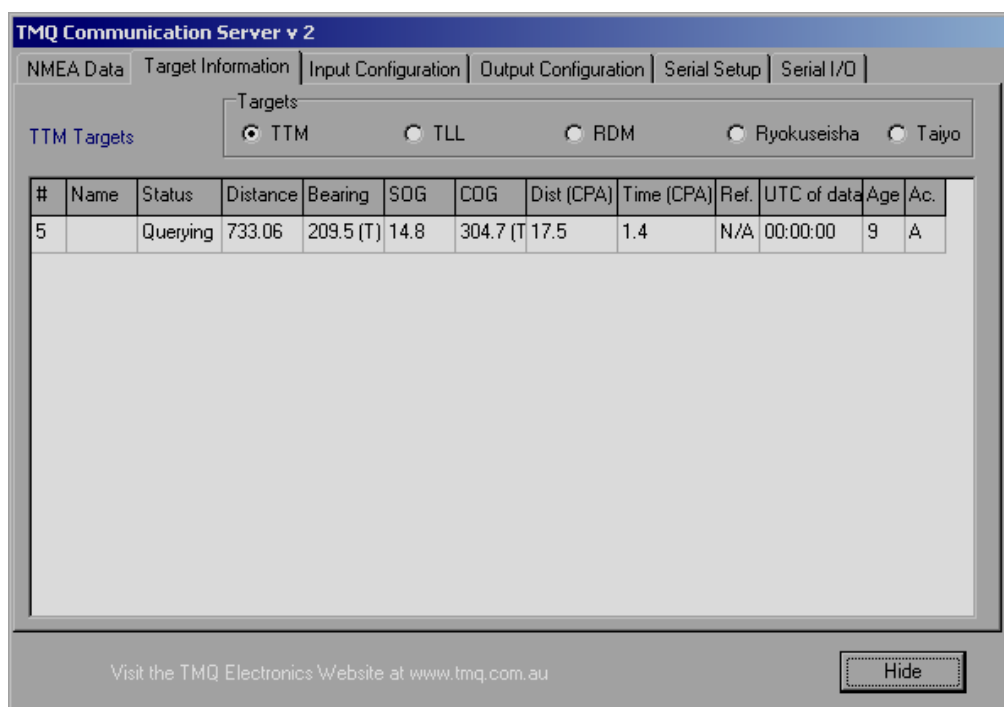 TMQ Communication Server v 2
NMEA Data Target Information Input Configuration Output Configuration Serial Setup Serial I/O
Targets
TTM Targets TTM TLL RDM Ryokuseisha Taiyo
# Name Status Distance Bearing SOG COG Dist (CPA) Time (CPA) Ref. UTC of data Age Ac.
5 Querying 733.06 209.5 (T) 14.8 304.7 (T 17.5 1.4 N/A 00:00:00 9 A
Visit the TMQ Electronics Website at www.tmq.com.au Hide